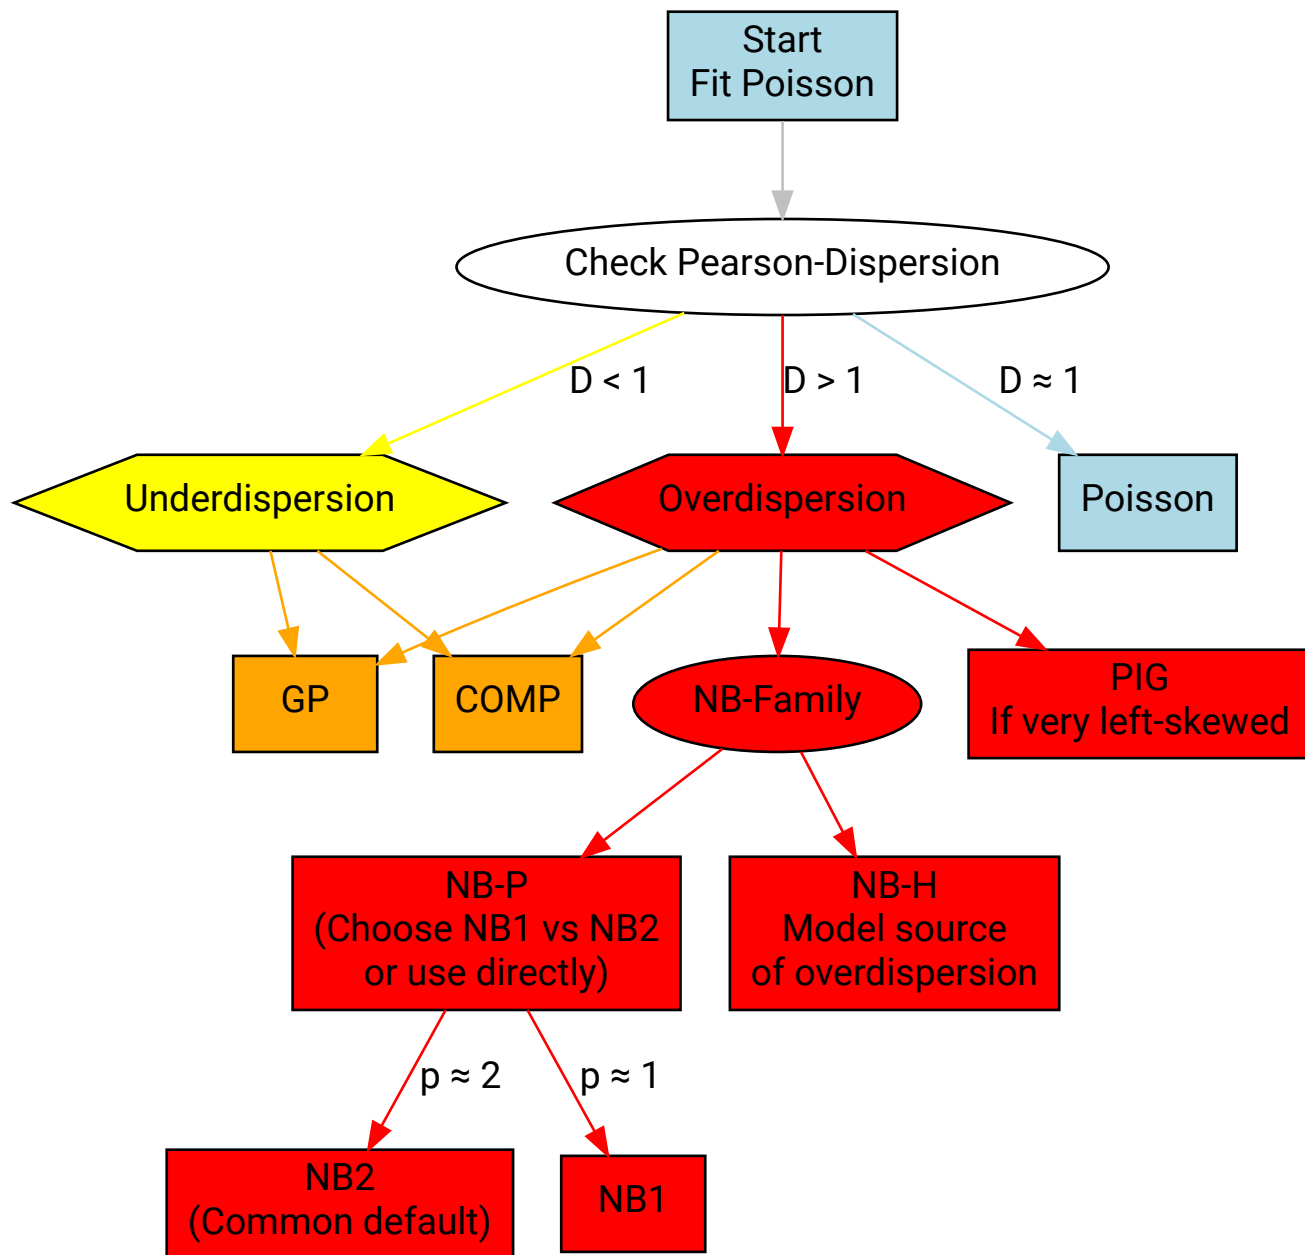 Start
Fit Poisson
Check Pearson-Dispersion
D < 1
D > 1
D ≈ 1
Underdispersion
Overdispersion
Poisson
GP
COMP
NB-Family
PIG
If very left-skewed
NB-P
(Choose NB1 vs NB2
or use directly)
NB-H
Model source
of overdispersion
p ≈ 2
p ≈ 1
NB2
(Common default)
NB1